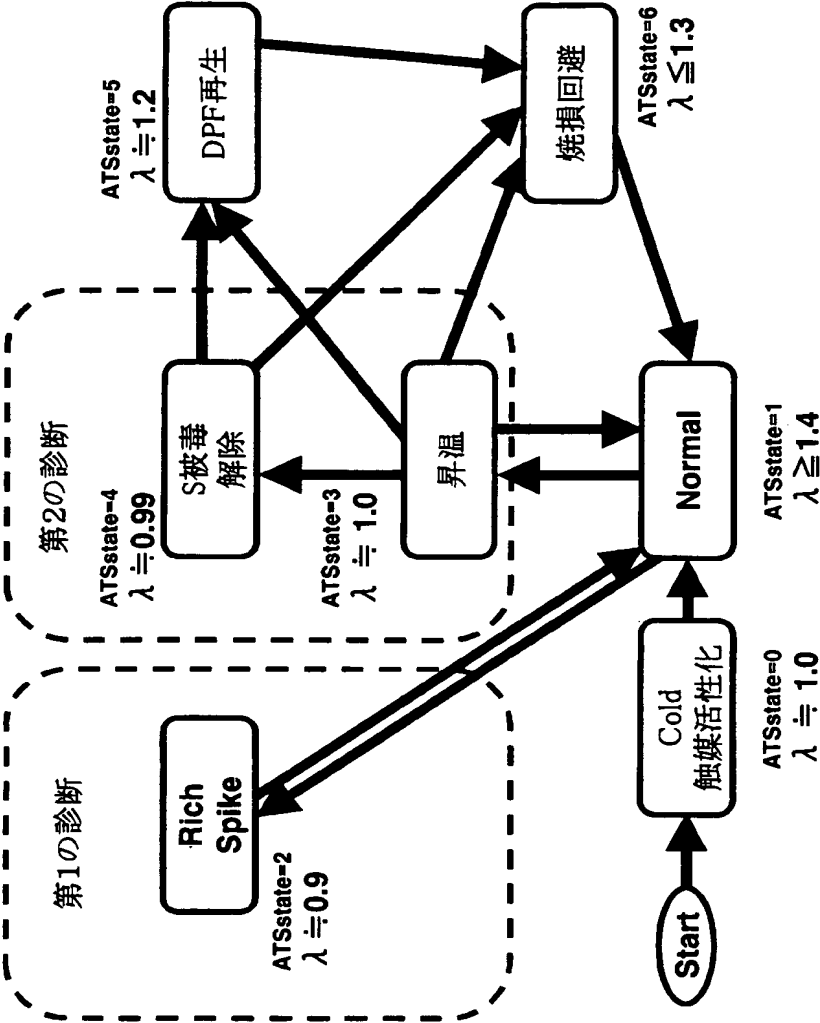 第1の診断
第2の診断
Rich
Spike
ATSstate=2
λ≒0.9
ATSstate=4
λ≒0.99
S被毒
解除
ATSstate=5
λ≒1.2
DPF再生
ATSstate=3
λ≒1.0
昇温
焼損回避
ATSstate=6
λ≦1.3
Start
Cold
触媒活性化
ATSstate=0
λ≒1.0
Normal
ATSstate=1
λ≧1.4